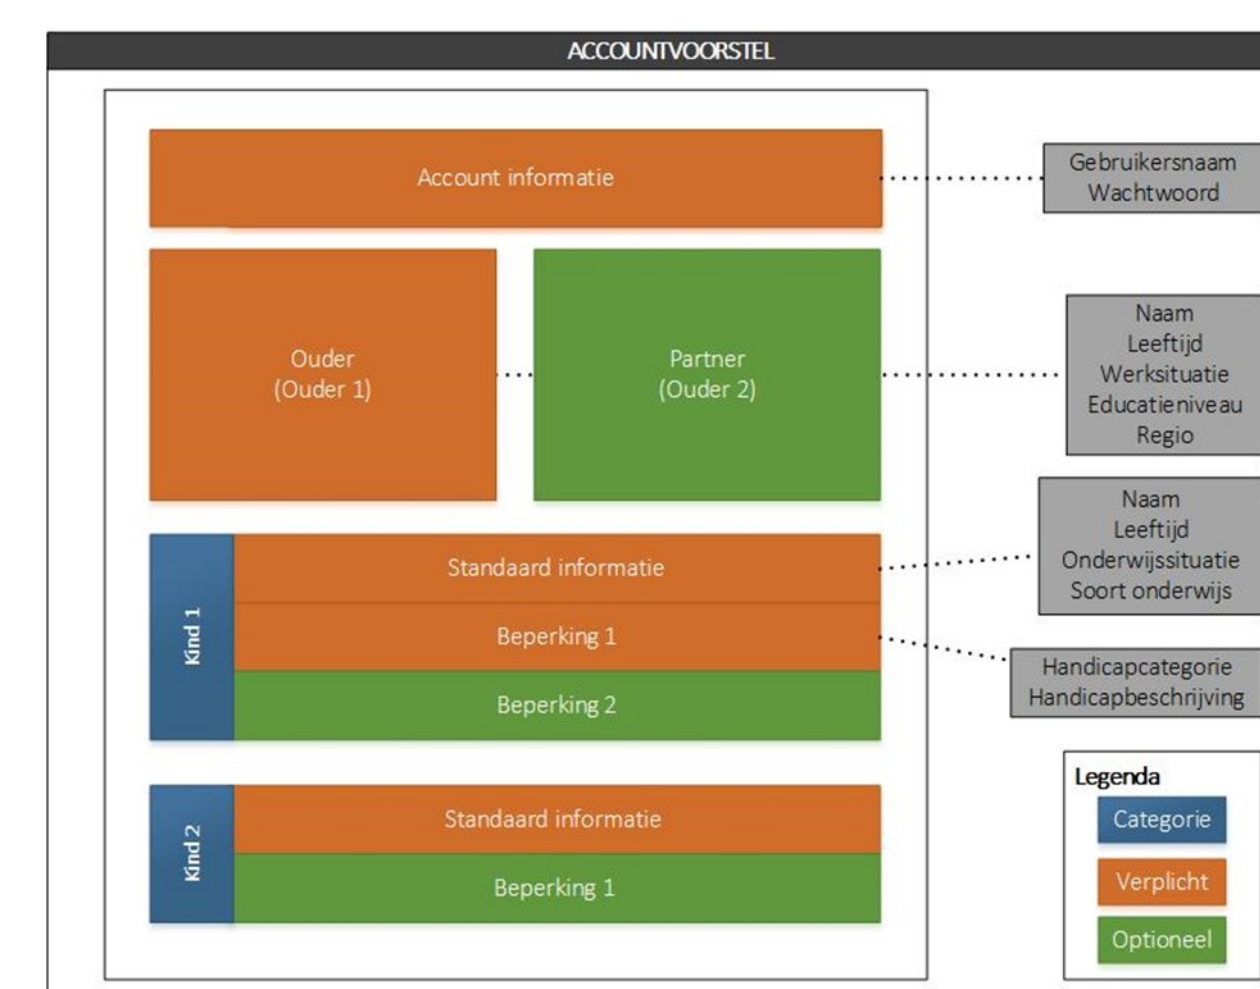 ACCOUNTVOORSTEL
Account informatie
Gebruikersnaam
Wachtwoord
Ouder
(Ouder 1)
Partner
(Ouder 2)
Naam
Leeftijd
Werksituatie
Educatieniveau
Regio
Kind 1
Standaard informatie
Beperking 1
Beperking 2
Naam
Leeftijd
Onderwijssituatie
Soort onderwijs
Handicapcategorie
Handicapbeschrijving
Kind 2
Standaard informatie
Beperking 1
Legenda
Categorie
Verplicht
Optioneel